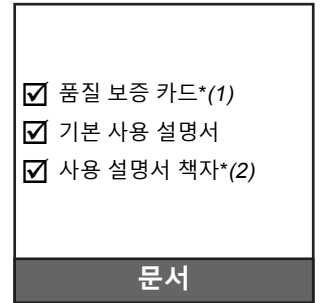 ☑ 품질 보증 카드*(1)
☑ 기본 사용 설명서
☑ 사용 설명서 책자*(2)
문서